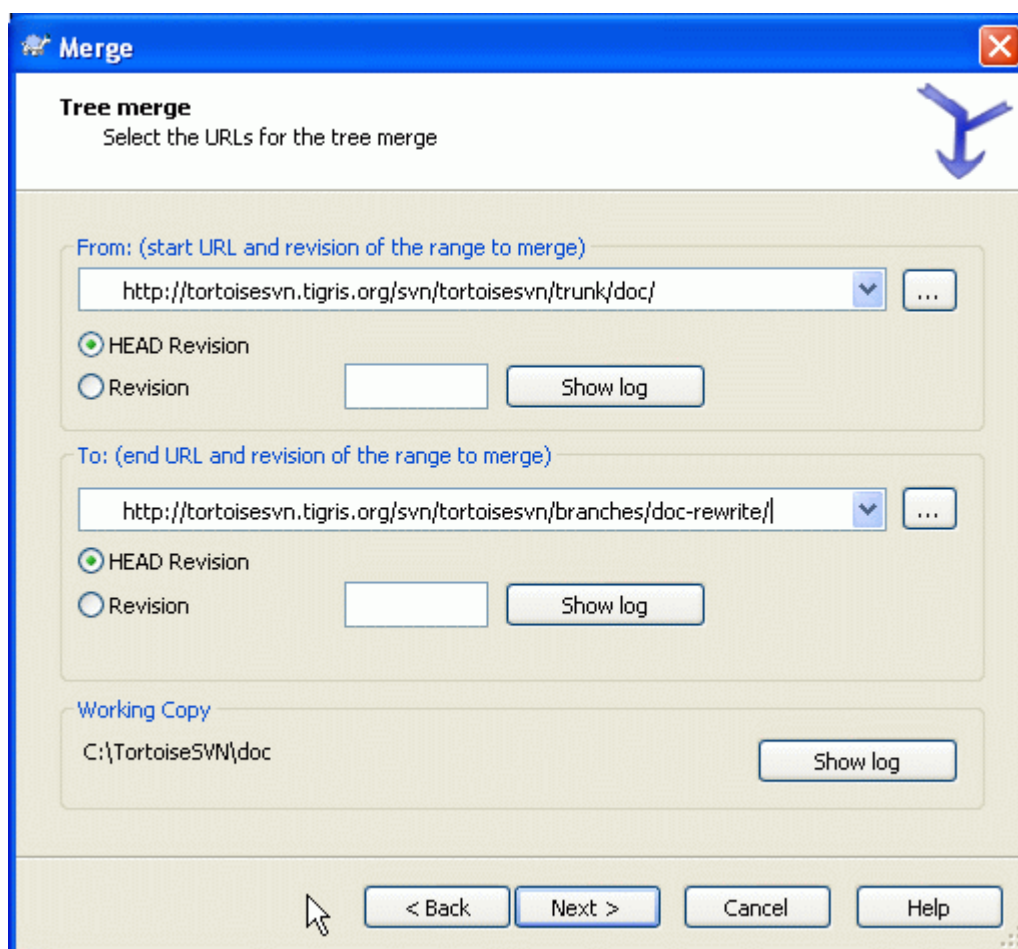 Merge
Tree merge
Select the URLs for the tree merge
From: (start URL and revision of the range to merge)
http://tortoisesvn.tigris.org/svn/tortoisesvn/trunk/doc/
...
HEAD Revision
Revision
Show log
To: (end URL and revision of the range to merge)
http://tortoisesvn.tigris.org/svn/tortoisesvn/branches/doc-rewrite/
...
HEAD Revision
Revision
Show log
Working Copy
C:\TortoiseSVN\doc
Show log
< Back Next > Cancel Help